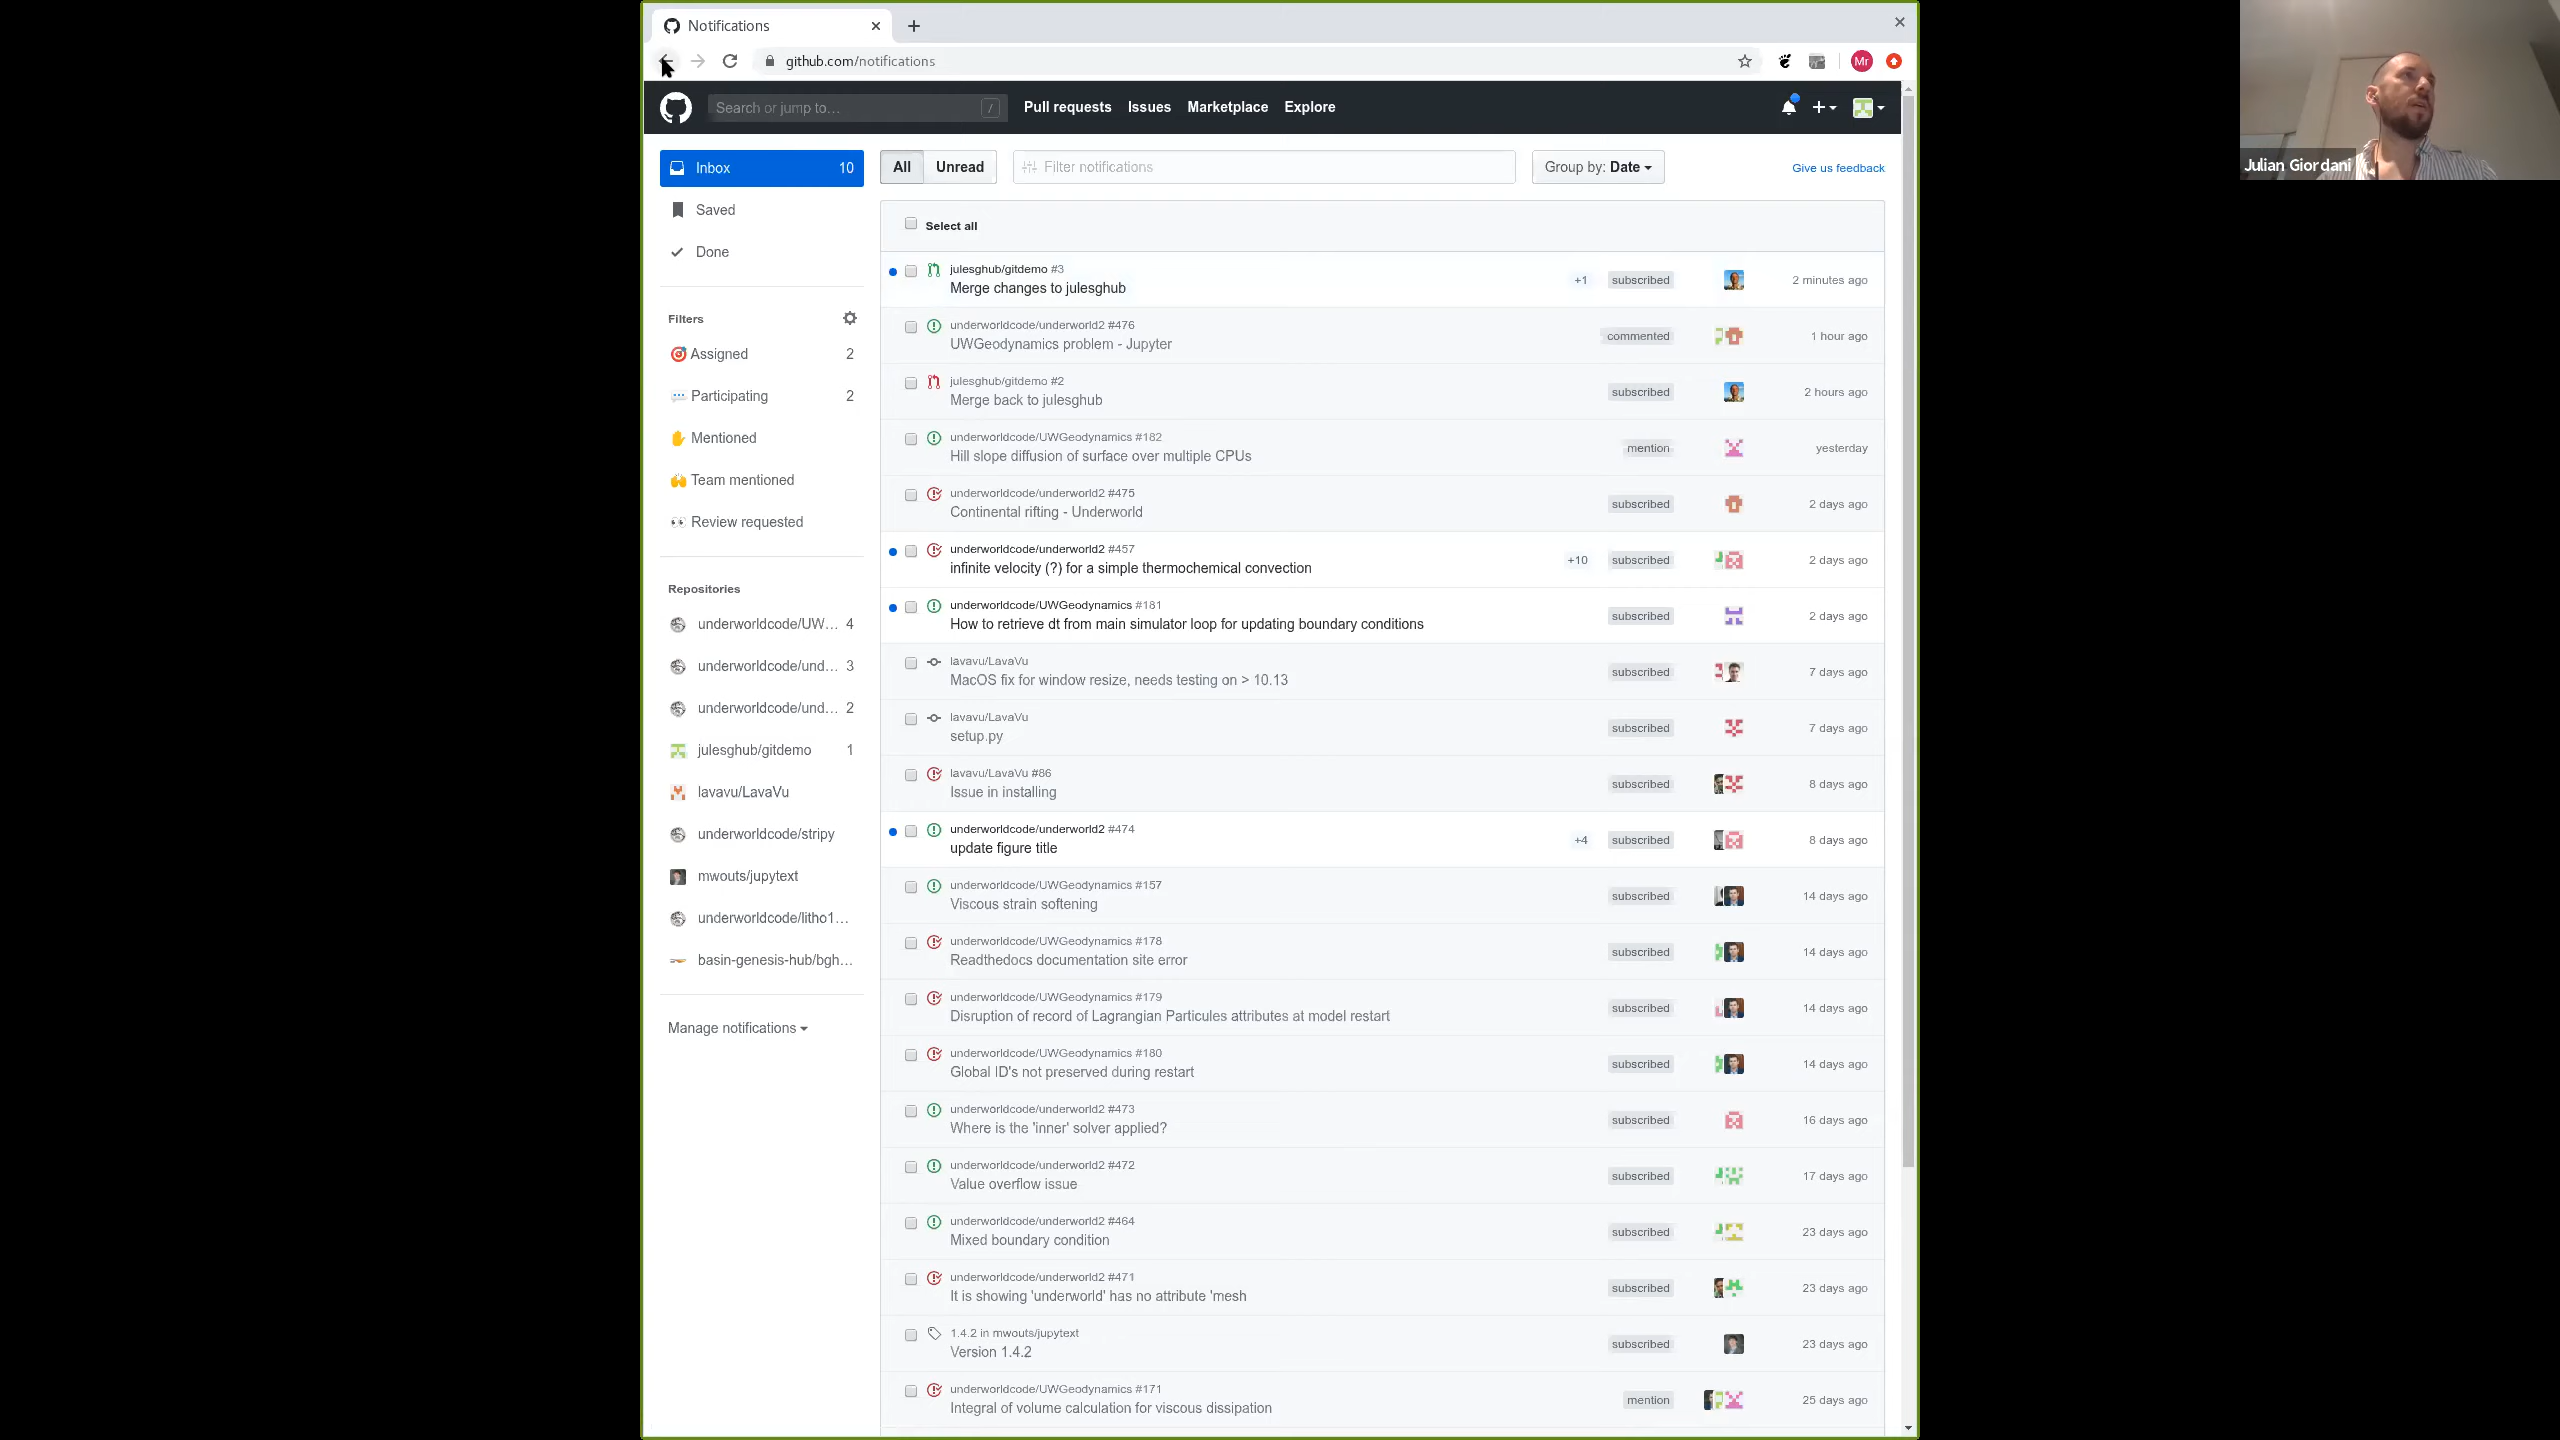 Notifications
github.com/notifications
Mr
Search or jump to…
/
Pull requests
Issues
Marketplace
Explore
Julian Giordani
Inbox 10
Saved
Done
Filters
Assigned 2
Participating 2
Mentioned
Team mentioned
Review requested
Repositories
underworldcode/UW... 4
underworldcode/und... 3
underworldcode/und... 2
julesghub/gitdemo 1
lavavu/LavaVu
underworldcode/stripy
mwouts/jupytext
underworldcode/litho1...
basin-genesis-hub/bgh...
Manage notifications
All
Unread
Filter notifications
Group by: Date
Give us feedback
Select all
julesghub/gitdemo #3
Merge changes to julesghub
+1 subscribed 2 minutes ago
underworldcode/underworld2 #476
UWGeodynamics problem - Jupyter
commented 1 hour ago
julesghub/gitdemo #2
Merge back to julesghub
subscribed 2 hours ago
underworldcode/UWGeodynamics #182
Hill slope diffusion of surface over multiple CPUs
mention yesterday
underworldcode/underworld2 #475
Continental rifting - Underworld
subscribed 2 days ago
underworldcode/underworld2 #457
infinite velocity (?) for a simple thermochemical convection
+10 subscribed 2 days ago
underworldcode/UWGeodynamics #181
How to retrieve dt from main simulator loop for updating boundary conditions
subscribed 2 days ago
lavavu/LavaVu
MacOS fix for window resize, needs testing on > 10.13
subscribed 7 days ago
lavavu/LavaVu
setup.py
subscribed 7 days ago
lavavu/LavaVu #86
Issue in installing
subscribed 8 days ago
underworldcode/underworld2 #474
update figure title
+4 subscribed 8 days ago
underworldcode/UWGeodynamics #157
Viscous strain softening
subscribed 14 days ago
underworldcode/UWGeodynamics #178
Readthedocs documentation site error
subscribed 14 days ago
underworldcode/UWGeodynamics #179
Disruption of record of Lagrangian Particules attributes at model restart
subscribed 14 days ago
underworldcode/UWGeodynamics #180
Global ID's not preserved during restart
subscribed 14 days ago
underworldcode/underworld2 #473
Where is the 'inner' solver applied?
subscribed 16 days ago
underworldcode/underworld2 #472
Value overflow issue
subscribed 17 days ago
underworldcode/underworld2 #464
Mixed boundary condition
subscribed 23 days ago
underworldcode/underworld2 #471
It is showing 'underworld' has no attribute 'mesh
subscribed 23 days ago
1.4.2 in mwouts/jupytext
Version 1.4.2
subscribed 23 days ago
underworldcode/UWGeodynamics #171
Integral of volume calculation for viscous dissipation
mention 25 days ago